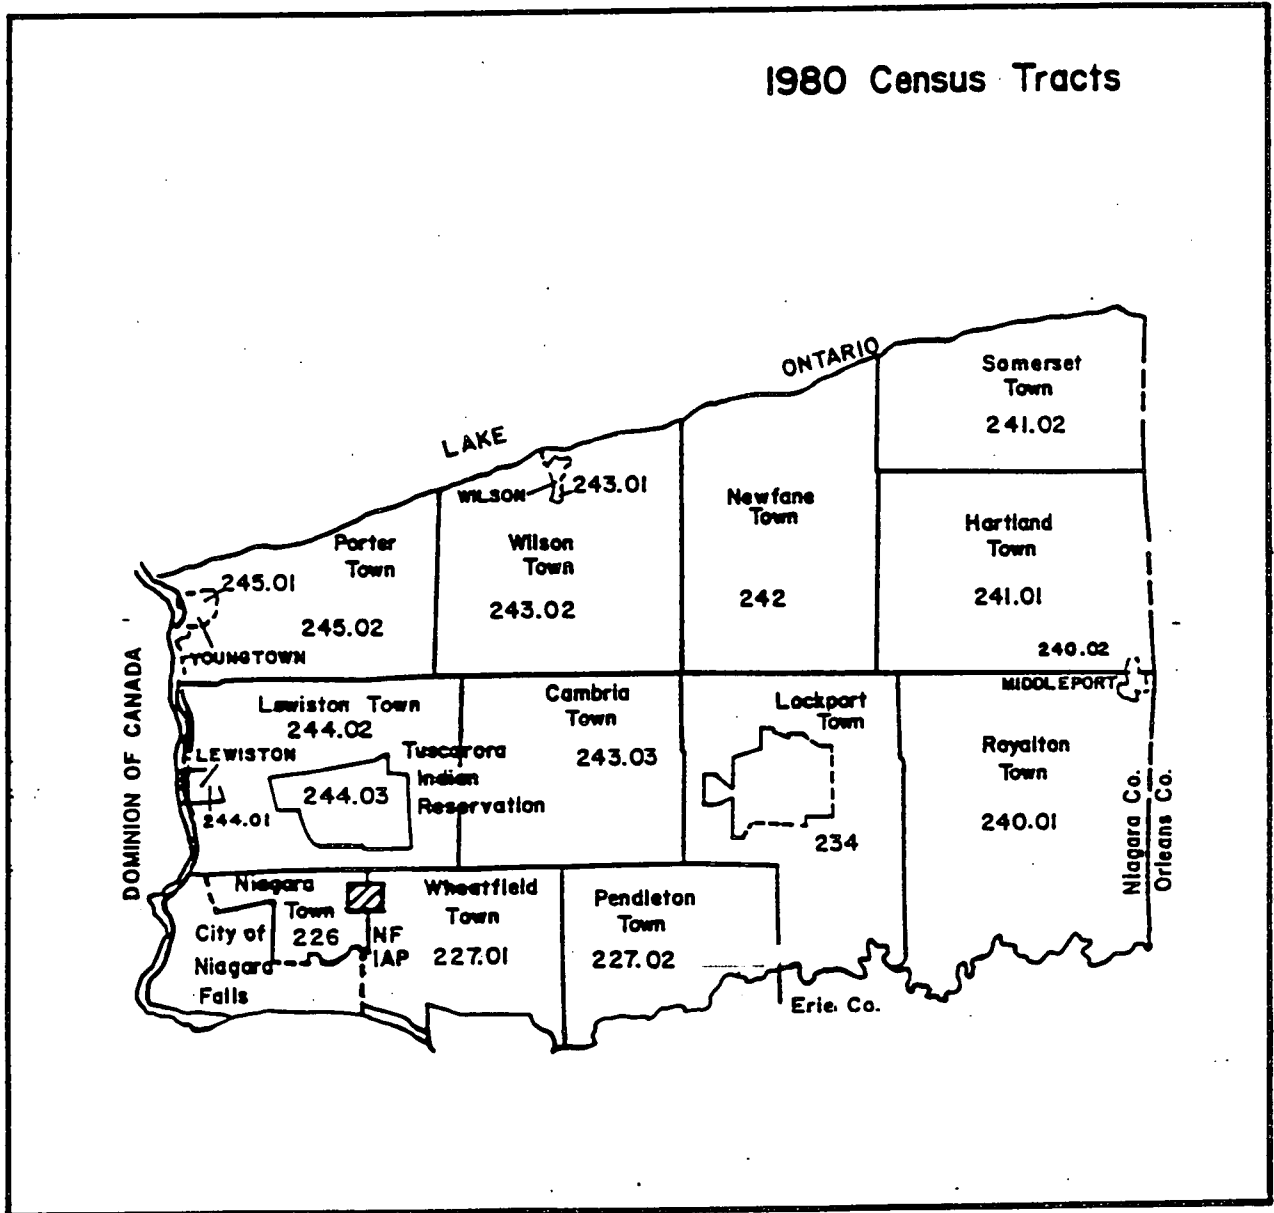 1980 Census Tracts
LAKE
ONTARIO
Somerset
Town
241.02
WILSON
243.01
Newfane
Town
242
Hartland
Town
241.01
Porter
Town
245.01
245.02
Wilson
Town
243.02
YOUNGTOWN
240.02
MIDDLEPORT
DOMINION OF CANADA
Lewiston Town
244.02
LEWISTON
244.01
Tuscarora
Indian
Reservation
244.03
Cambria
Town
243.03
Lockport
Town
234
Royalton
Town
240.01
Niagara Co.
Orleans Co.
Niagara
Town
226
City of
Niagara
Falls
NF
IAP
Wheatfield
Town
227.01
Pendleton
Town
227.02
Erie Co.